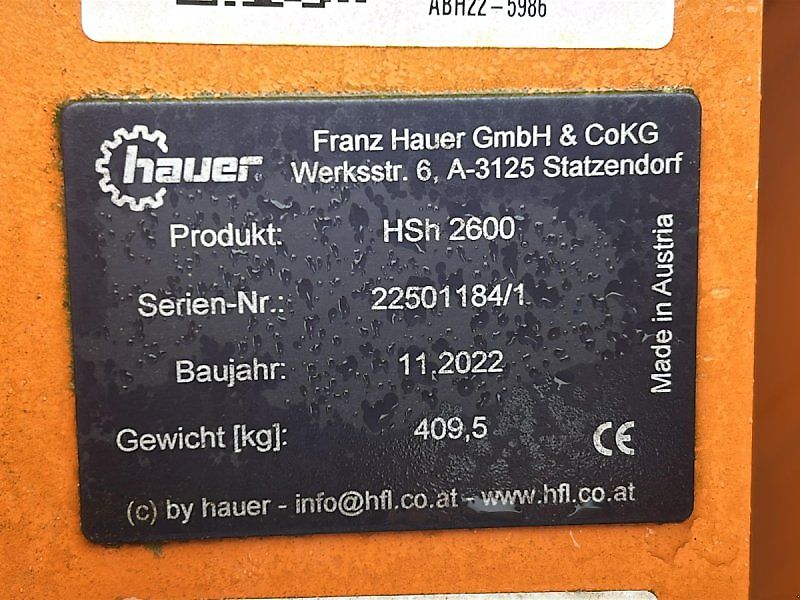 ABH22-5986
hauer
Franz Hauer GmbH & CoKG
Werksstr. 6, A-3125 Statzendorf
Produkt: HSh 2600
Serien-Nr.: 22501184/1
Baujahr: 11.2022
Gewicht [kg]: 409,5
Made in Austria
CE
(c) by hauer - info@hfl.co.at - www.hfl.co.at